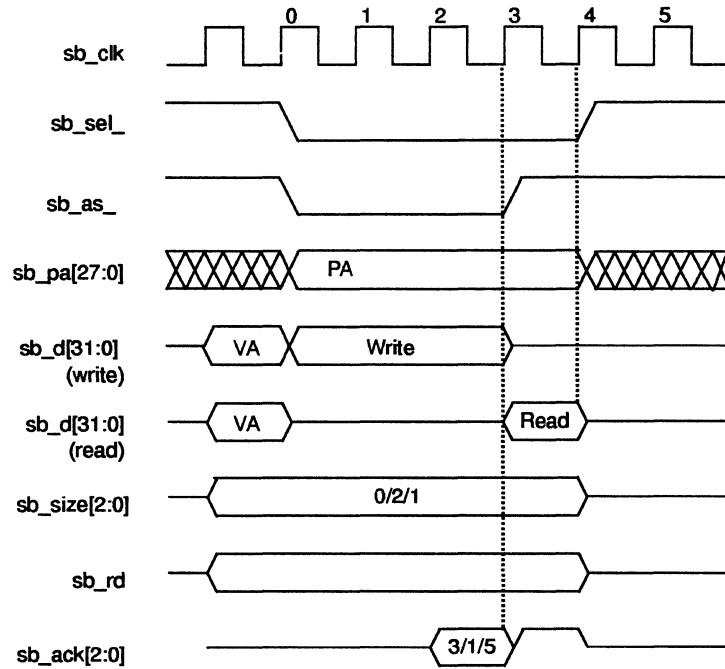 0 1 2 3 4 5
sb_clk
sb_sel_
sb_as_
sb_pa[27:0] PA
sb_d[31:0] VA Write
(write)
sb_d[31:0] VA Read
(read)
sb_size[2:0] 0/2/1
sb_rd
sb_ack[2:0] 3/1/5